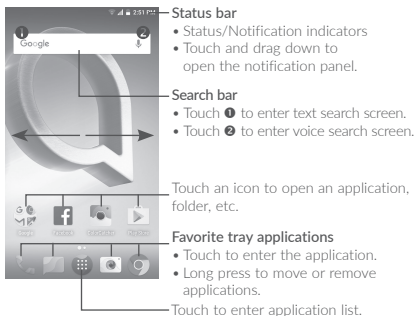 2:51 PM
Status bar
• Status/Notification indicators
• Touch and drag down to
open the notification panel.
❶ ❷
Google
Search bar
• Touch ❶ to enter text search screen.
• Touch ❷ to enter voice search screen.
Touch an icon to open an application,
folder, etc.
Google
Favorite tray applications
• Touch to enter the application.
• Long press to move or remove
applications.
Touch to enter application list.